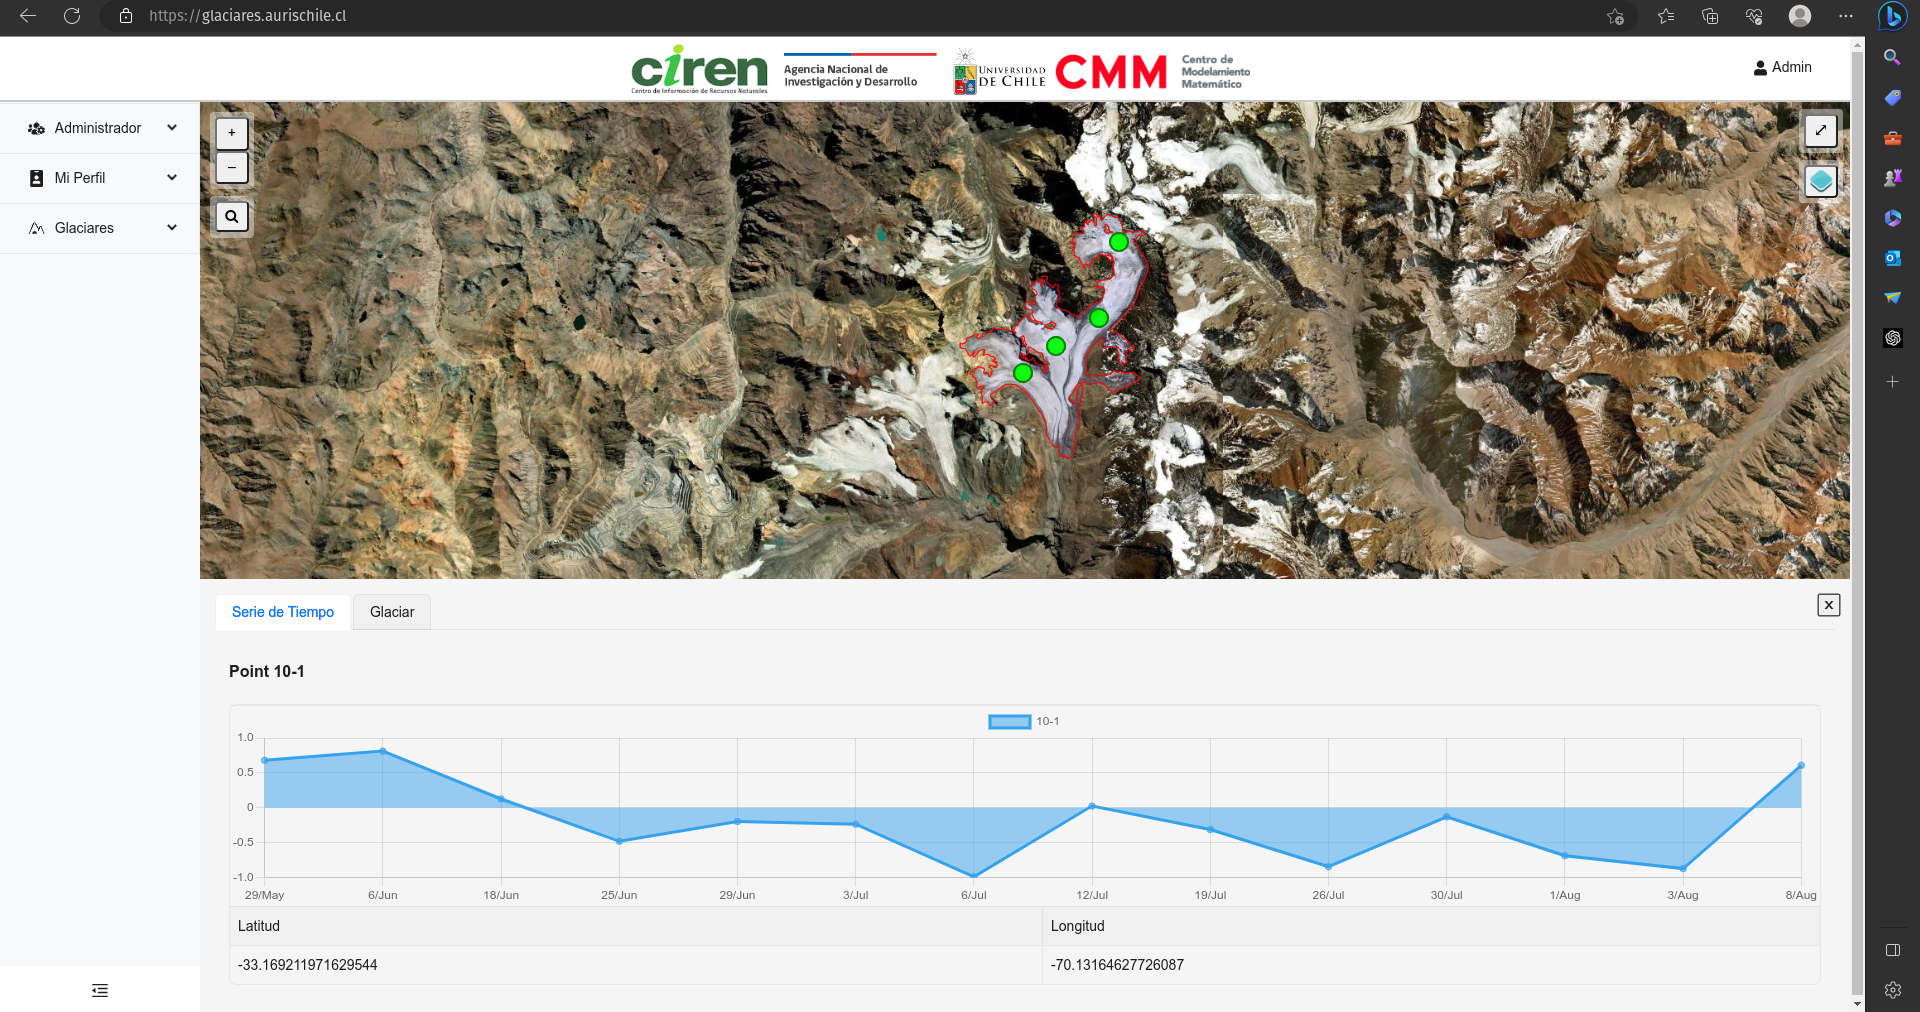 https://glaciares.aurischile.cl
ciren
Centro de Información de Recursos Naturales
Agencia Nacional de
Investigación y Desarrollo
UNIVERSIDAD
DE CHILE
CMM
Centro de
Modelamiento
Matemático
Admin
Administrador
Mi Perfil
Glaciares
+
−
Serie de Tiempo
Glaciar
x
Point 10-1
10-1
1.0
0.5
0
-0.5
-1.0
29/May
6/Jun
18/Jun
25/Jun
29/Jun
3/Jul
6/Jul
12/Jul
19/Jul
26/Jul
30/Jul
1/Aug
3/Aug
8/Aug
Latitud
Longitud
-33.169211971629544
-70.13164627726087